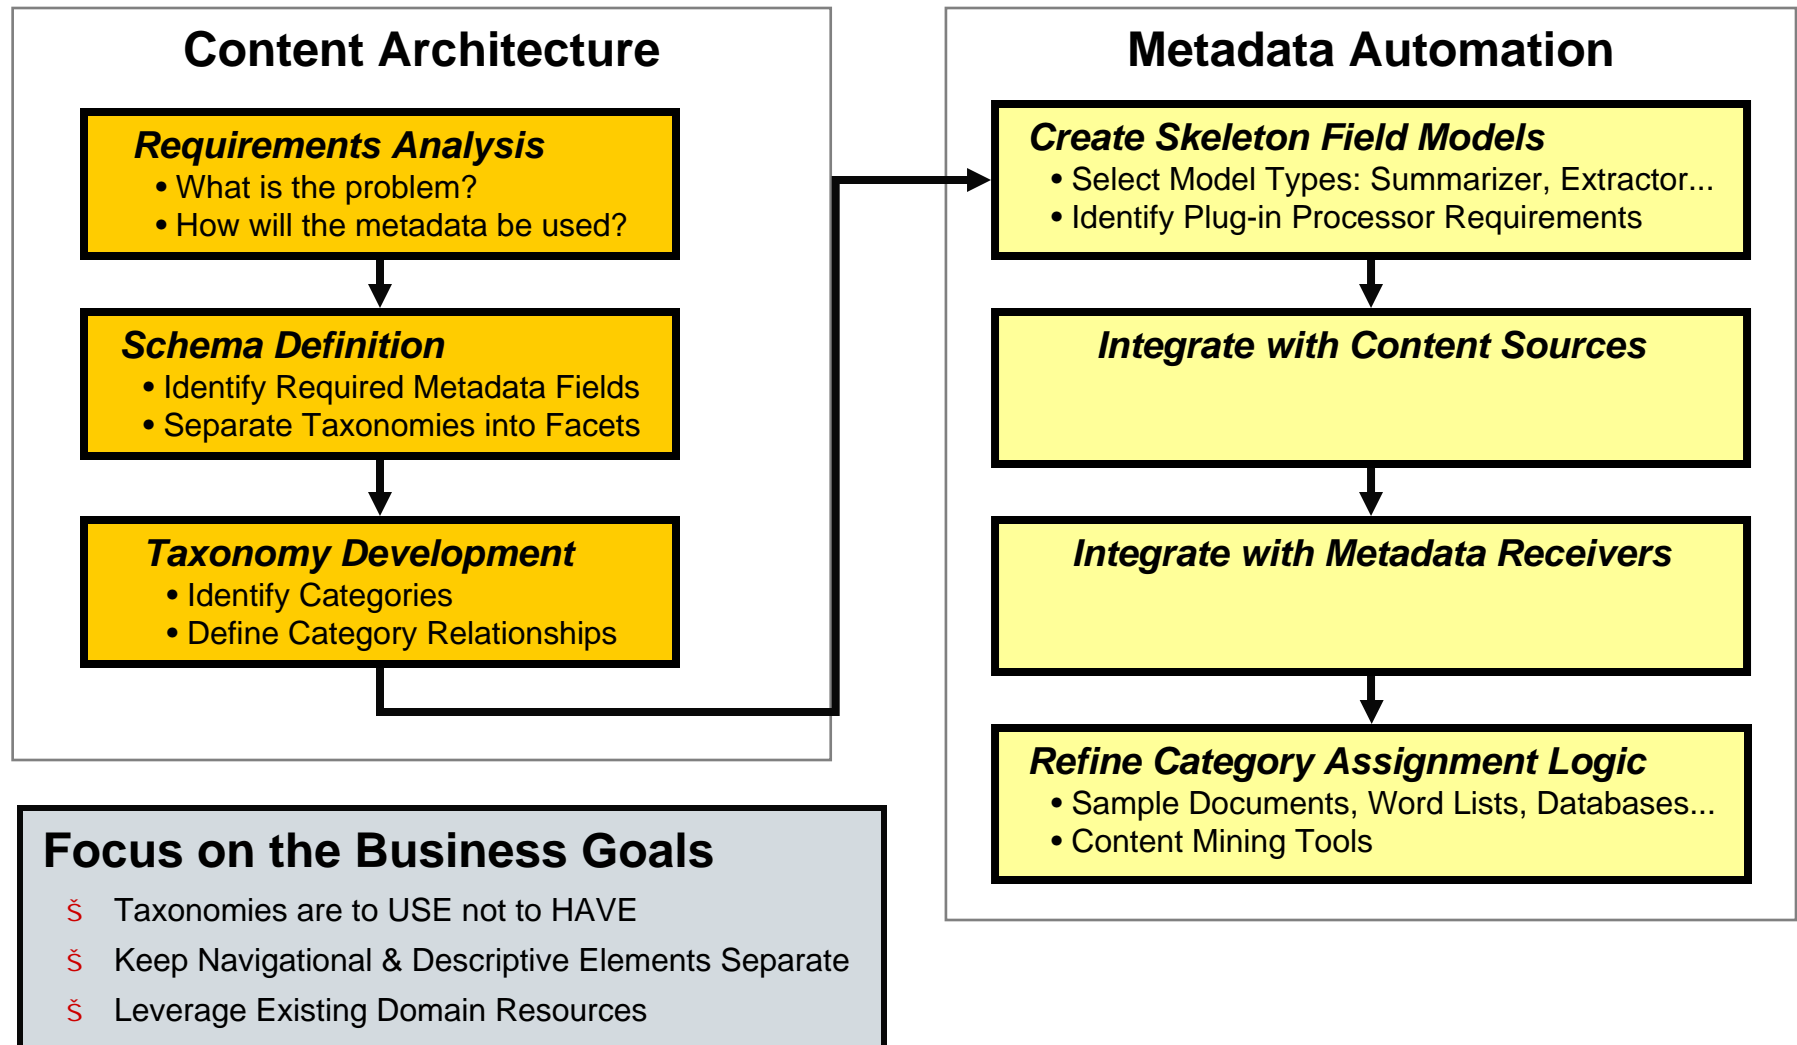 Content Architecture
Requirements Analysis
• What is the problem?
• How will the metadata be used?
Schema Definition
• Identify Required Metadata Fields
• Separate Taxonomies into Facets
Taxonomy Development
• Identify Categories
• Define Category Relationships
Metadata Automation
Create Skeleton Field Models
• Select Model Types: Summarizer, Extractor...
• Identify Plug-in Processor Requirements
Integrate with Content Sources
Integrate with Metadata Receivers
Refine Category Assignment Logic
• Sample Documents, Word Lists, Databases...
• Content Mining Tools
Focus on the Business Goals
š Taxonomies are to USE not to HAVE
š Keep Navigational & Descriptive Elements Separate
š Leverage Existing Domain Resources